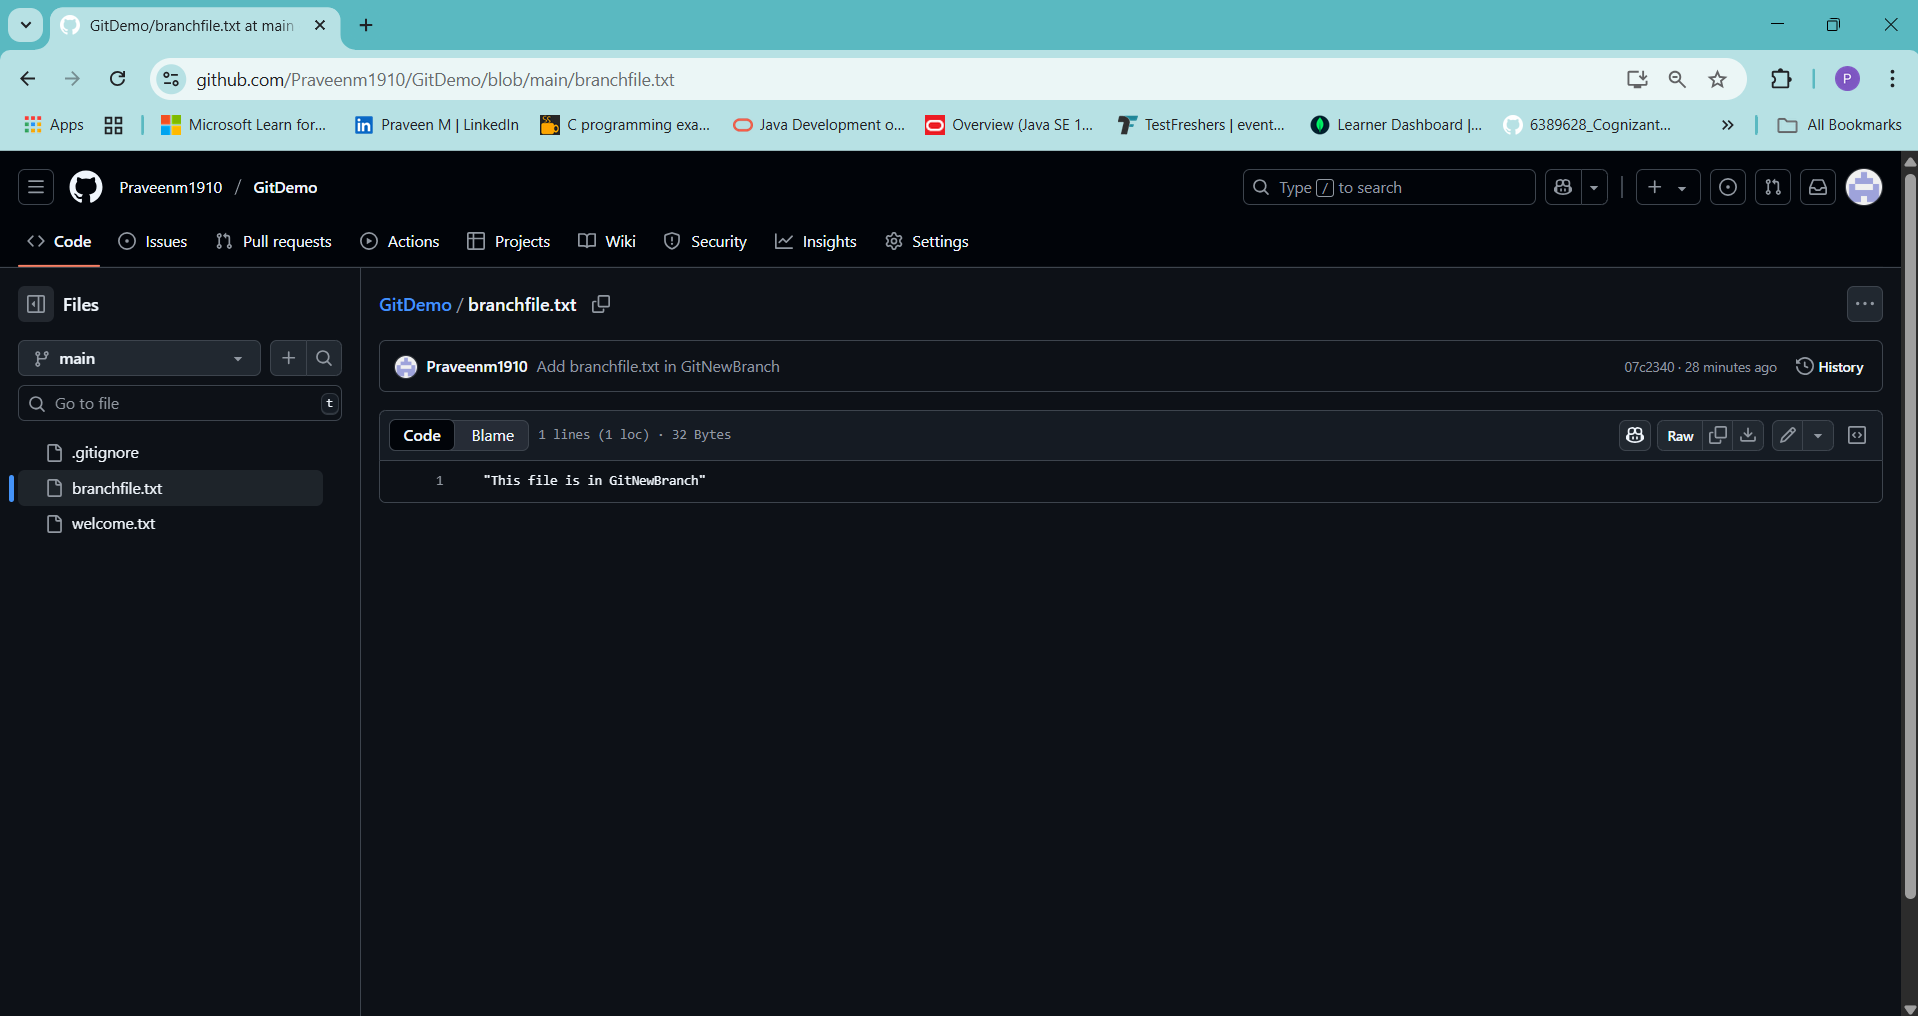 GitDemo/branchfile.txt at main
github.com/Praveenm1910/GitDemo/blob/main/branchfile.txt
P
Apps
Microsoft Learn for...
in Praveen M | LinkedIn
C programming exa...
Java Development o...
Overview (Java SE 1...
TestFreshers | event...
Learner Dashboard |...
6389628_Cognizant...
All Bookmarks
Praveenm1910 / GitDemo
Type / to search
Code
Issues
Pull requests
Actions
Projects
Wiki
Security
Insights
Settings
Files
main
Go to file
t
.gitignore
branchfile.txt
welcome.txt
GitDemo / branchfile.txt
Praveenm1910 Add branchfile.txt in GitNewBranch
07c2340 · 28 minutes ago
History
Code
Blame
1 lines (1 loc) · 32 Bytes
Raw
1 "This file is in GitNewBranch"